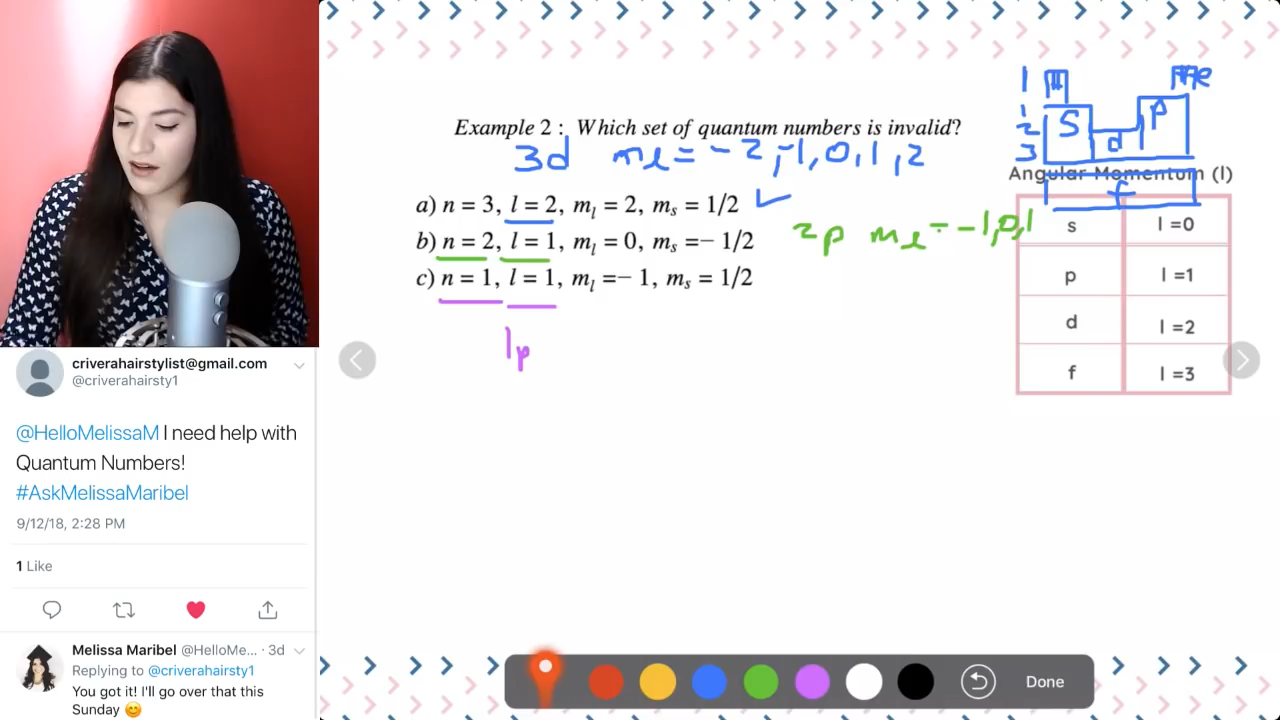 Example 2 : Which set of quantum numbers is invalid?
3d ml = -2, -1, 0, 1, 2
a) n = 3, l = 2, ml = 2, ms = 1/2 ✓
b) n = 2, l = 1, ml = 0, ms = − 1/2
2p ml = -1, 0, 1
c) n = 1, l = 1, ml = − 1, ms = 1/2
1p
1 H He
1
2
3
S d P
f
Angular Momentum (l)
s l =0
p l =1
d l =2
f l =3
criverahairstylist@gmail.com
@criverahairsty1
@HelloMelissaM I need help with
Quantum Numbers!
#AskMelissaMaribel
9/12/18, 2:28 PM
1 Like
Melissa Maribel @HelloMe... · 3d
Replying to @criverahairsty1
You got it! I'll go over that this
Sunday 😊
Done